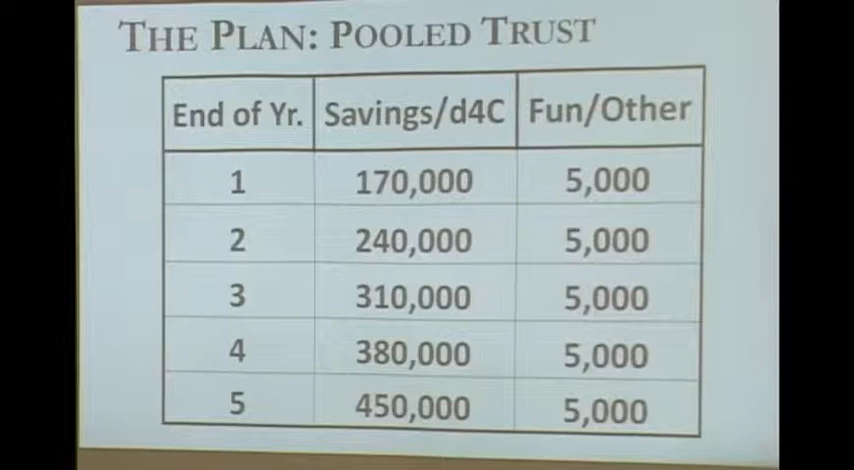 THE PLAN: POOLED TRUST
End of Yr. Savings/d4C Fun/Other
1 170,000 5,000
2 240,000 5,000
3 310,000 5,000
4 380,000 5,000
5 450,000 5,000